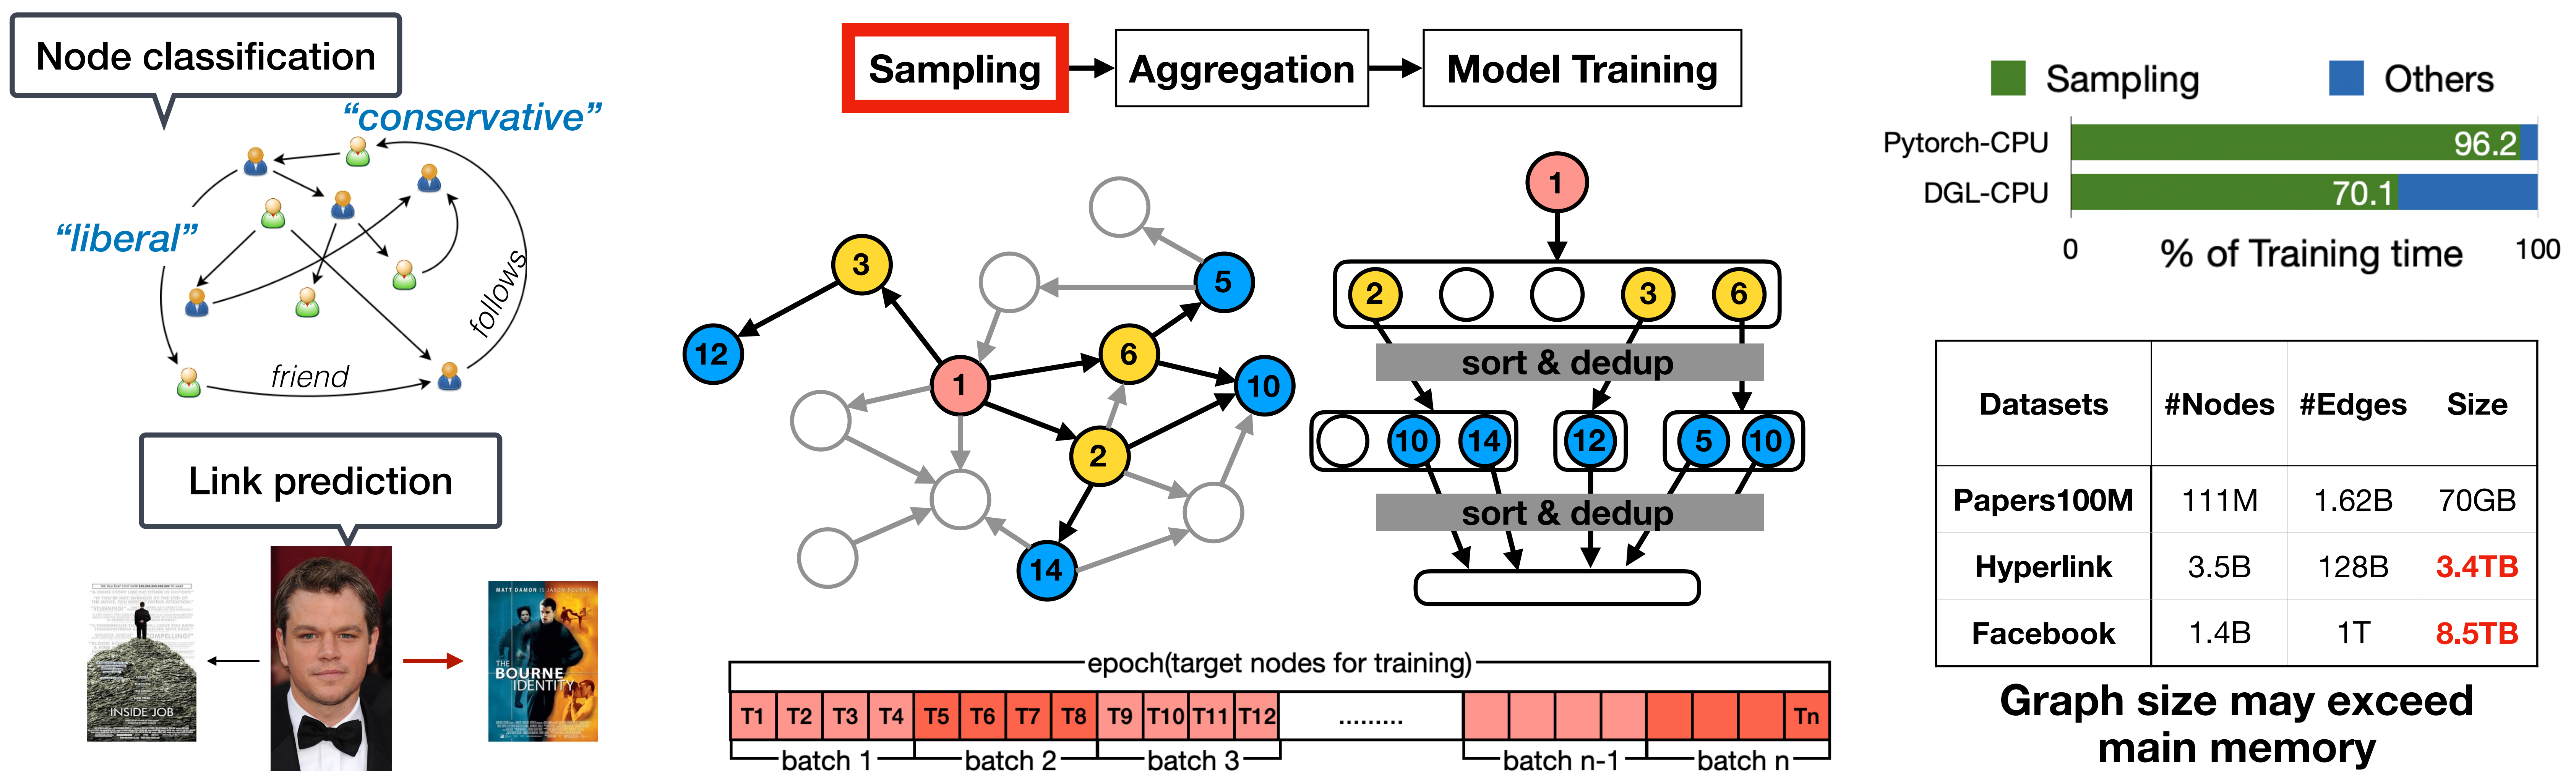 Node classification
“conservative”
“liberal”
follows
friend
Link prediction
INSIDE JOB
MATT DAMON IS JASON BOURNE
THE
BOURNE
IDENTITY
Sampling
Aggregation
Model Training
3
12
1
5
6
10
2
14
1
2
3
6
sort & dedup
10
14
12
5
10
sort & dedup
epoch(target nodes for training)
T1 T2 T3 T4 T5 T6 T7 T8 T9 T10 T11 T12 ......... Tn
batch 1 batch 2 batch 3 batch n-1 batch n
Sampling Others
Pytorch-CPU 96.2
DGL-CPU 70.1
0 % of Training time 100
Datasets #Nodes #Edges Size
Papers100M 111M 1.62B 70GB
Hyperlink 3.5B 128B 3.4TB
Facebook 1.4B 1T 8.5TB
Graph size may exceed
main memory